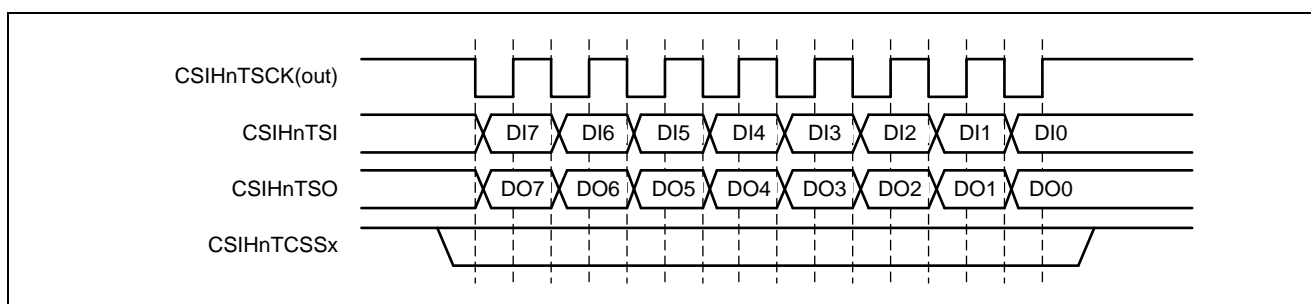 CSIHnTSCK(out)
CSIHnTSI DI7 DI6 DI5 DI4 DI3 DI2 DI1 DI0
CSIHnTSO DO7 DO6 DO5 DO4 DO3 DO2 DO1 DO0
CSIHnTCSSx